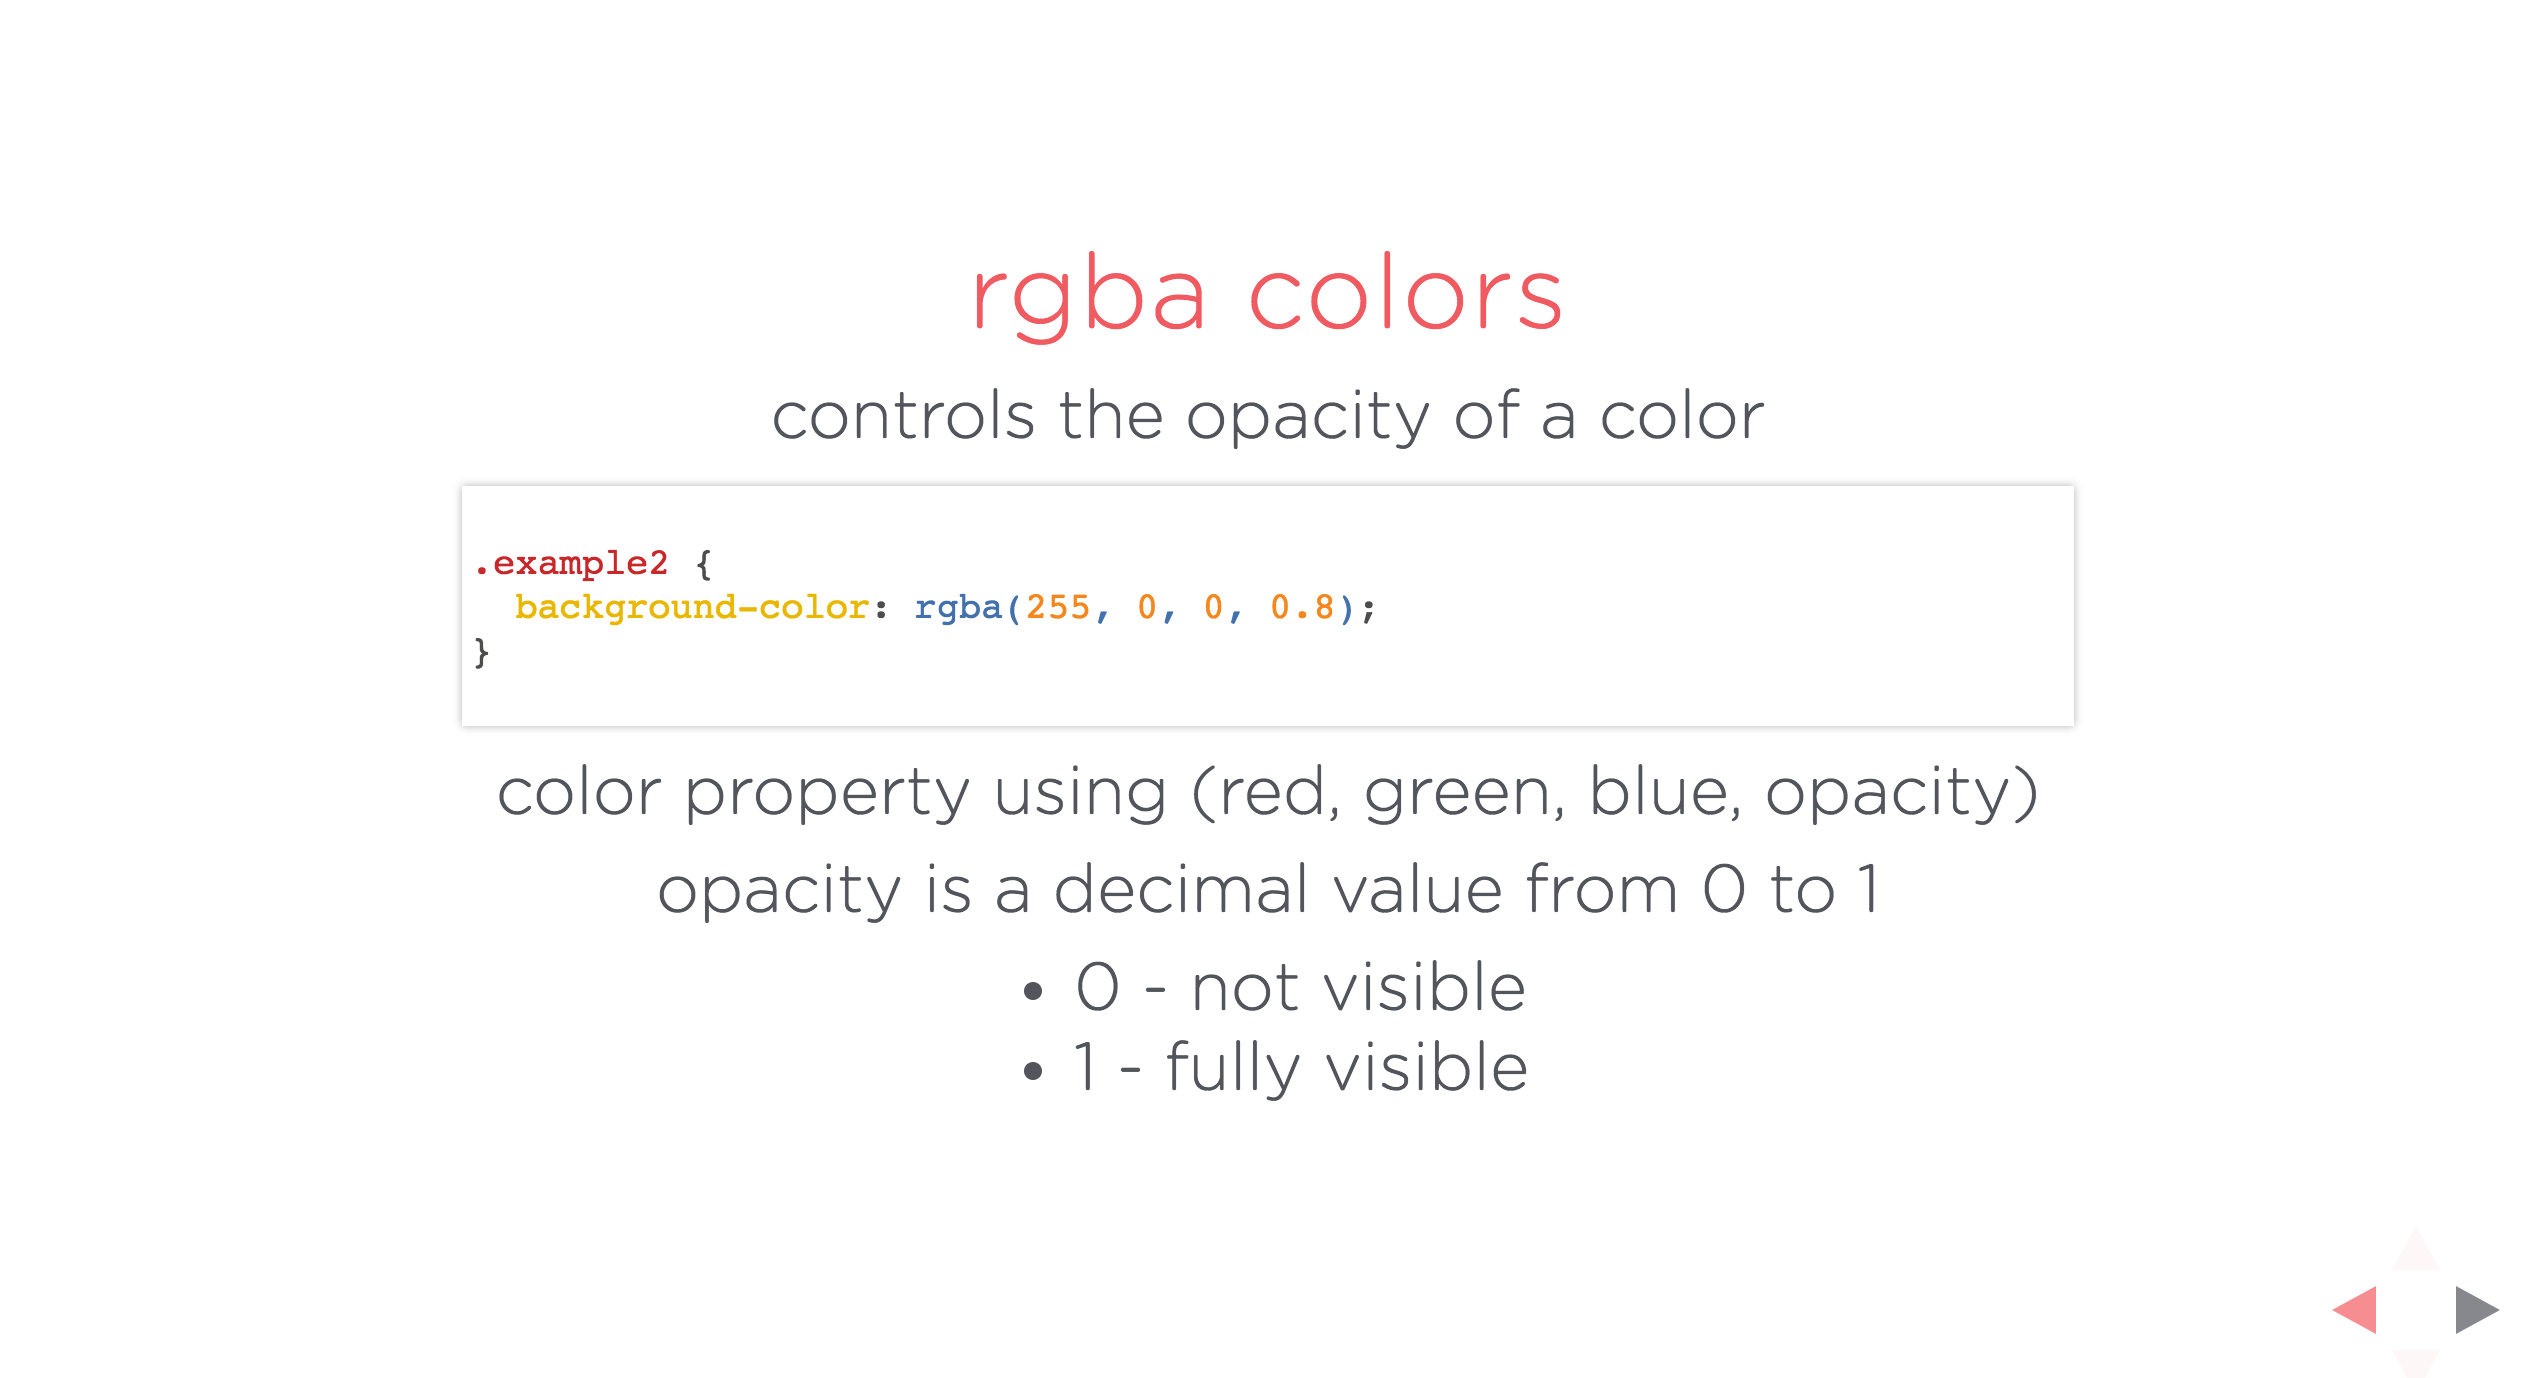 rgba colors
controls the opacity of a color
.example2 {
  background-color: rgba(255, 0, 0, 0.8);
}
color property using (red, green, blue, opacity)
opacity is a decimal value from 0 to 1
• 0 - not visible
• 1 - fully visible